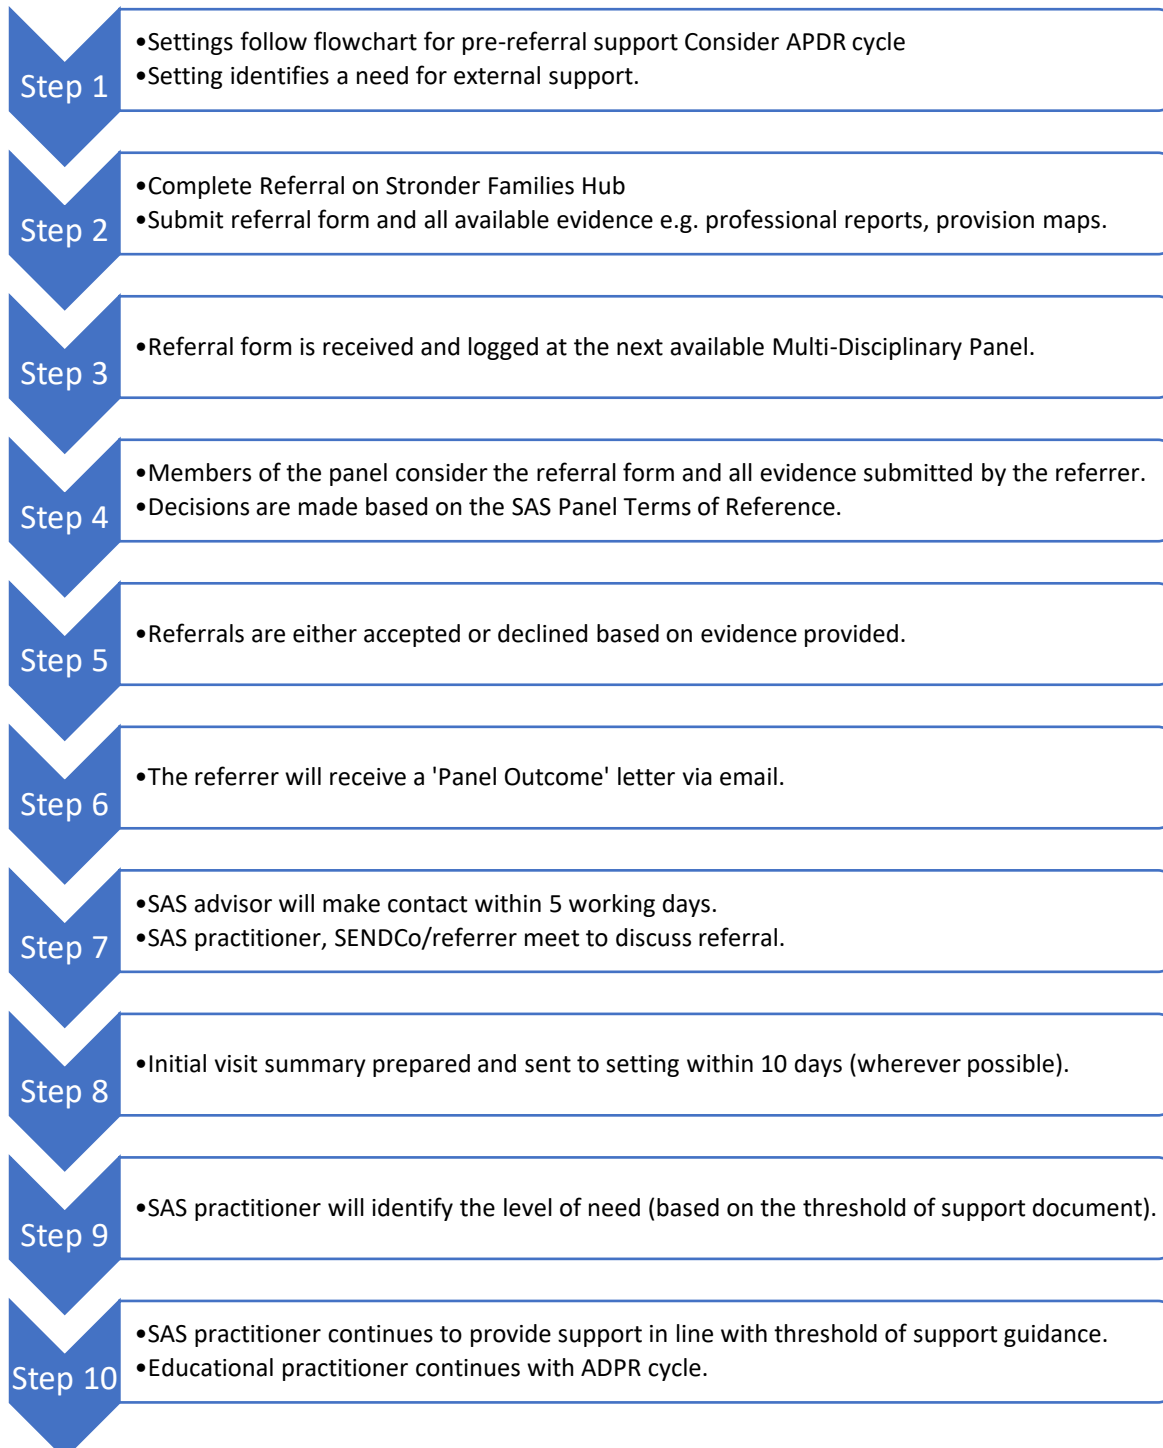 Step 1
•Settings follow flowchart for pre-referral support Consider APDR cycle
•Setting identifies a need for external support.
Step 2
•Complete Referral on Stronder Families Hub
•Submit referral form and all available evidence e.g. professional reports, provision maps.
Step 3
•Referral form is received and logged at the next available Multi-Disciplinary Panel.
Step 4
•Members of the panel consider the referral form and all evidence submitted by the referrer.
•Decisions are made based on the SAS Panel Terms of Reference.
Step 5
•Referrals are either accepted or declined based on evidence provided.
Step 6
•The referrer will receive a 'Panel Outcome' letter via email.
Step 7
•SAS advisor will make contact within 5 working days.
•SAS practitioner, SENDCo/referrer meet to discuss referral.
Step 8
•Initial visit summary prepared and sent to setting within 10 days (wherever possible).
Step 9
•SAS practitioner will identify the level of need (based on the threshold of support document).
Step 10
•SAS practitioner continues to provide support in line with threshold of support guidance.
•Educational practitioner continues with ADPR cycle.